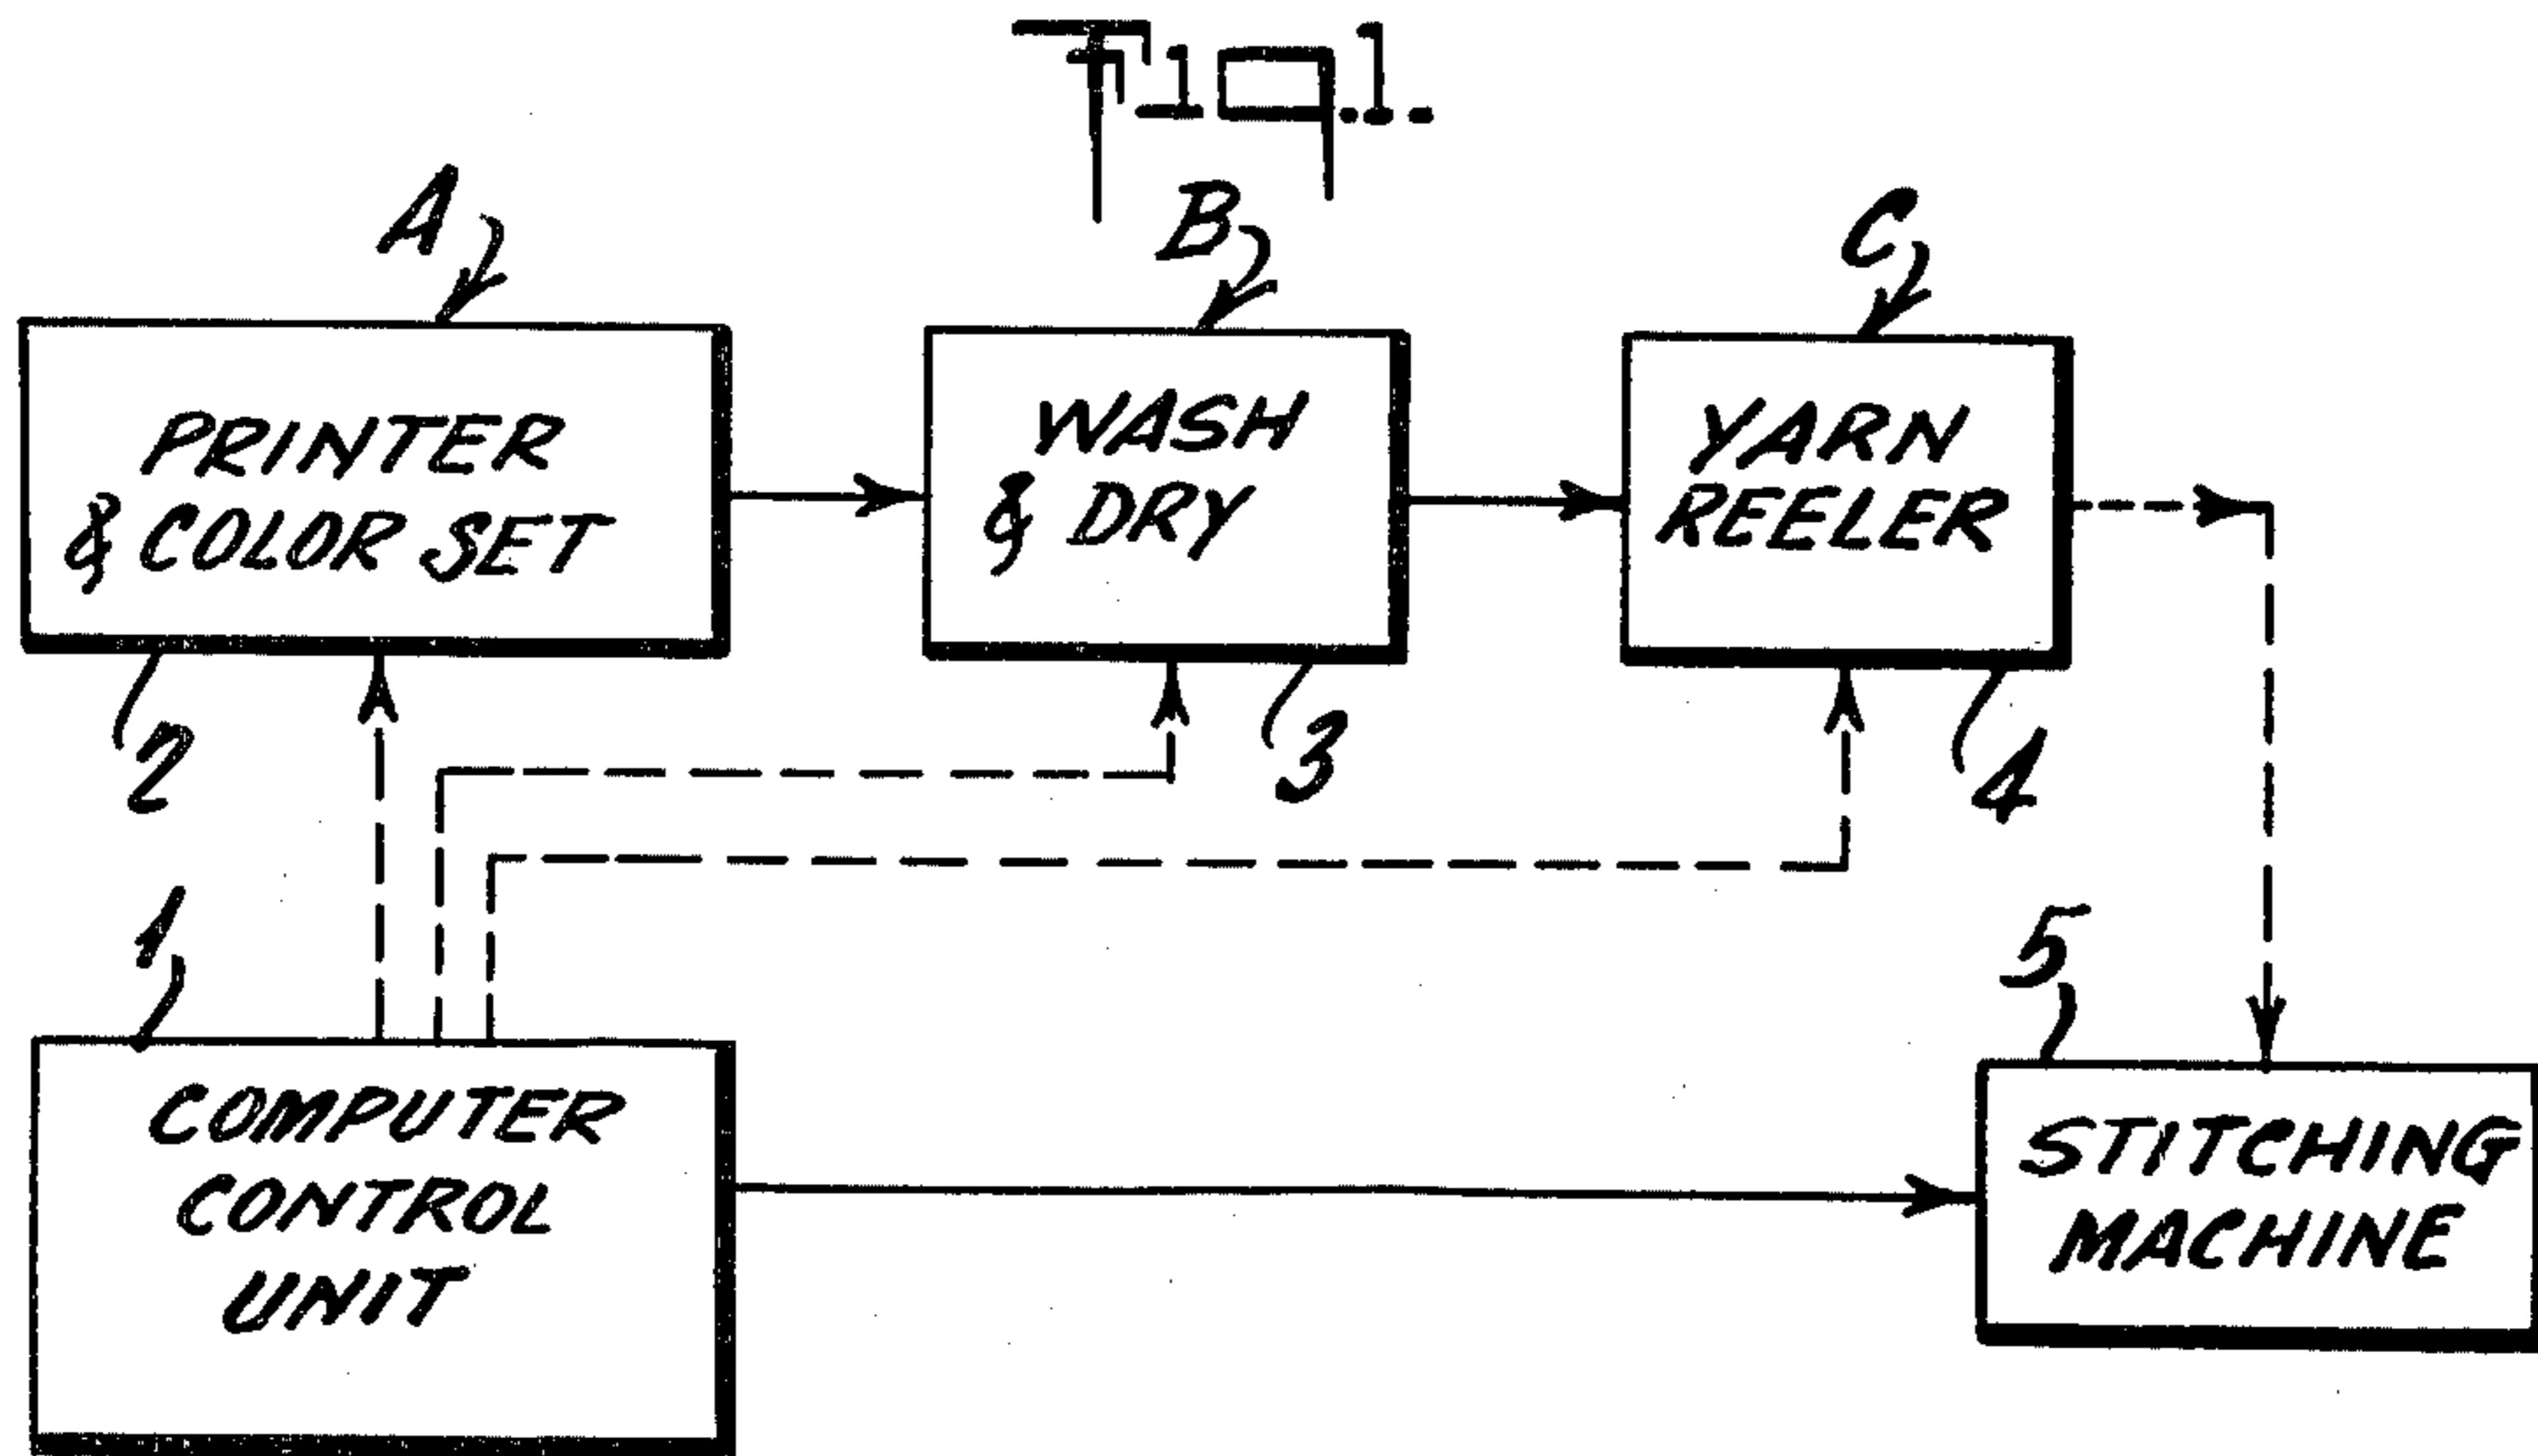 Fig.1.
A
B
C
PRINTER
& COLOR SET
WASH
& DRY
YARN
REELER
2
3
4
1
5
COMPUTER
CONTROL
UNIT
STITCHING
MACHINE